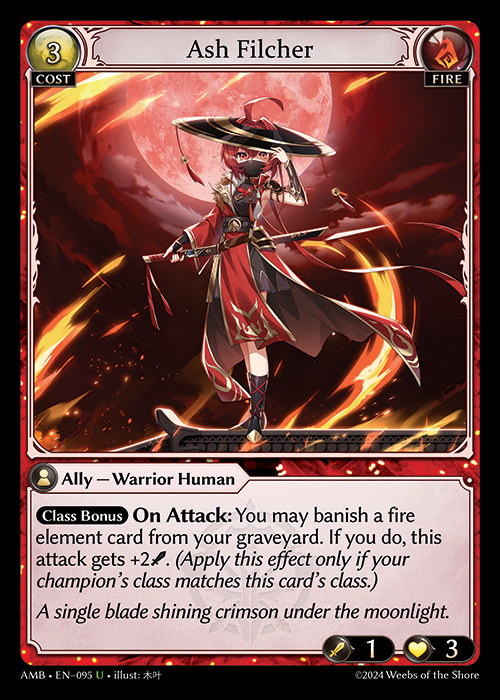 3
Ash Filcher
COST
FIRE
Ally — Warrior Human
Class Bonus On Attack: You may banish a fire
element card from your graveyard. If you do, this
attack gets +2. (Apply this effect only if your
champion's class matches this card's class.)
A single blade shining crimson under the moonlight.
1
3
AMB • EN-095 U • illust: 木叶
©2024 Weebs of the Shore